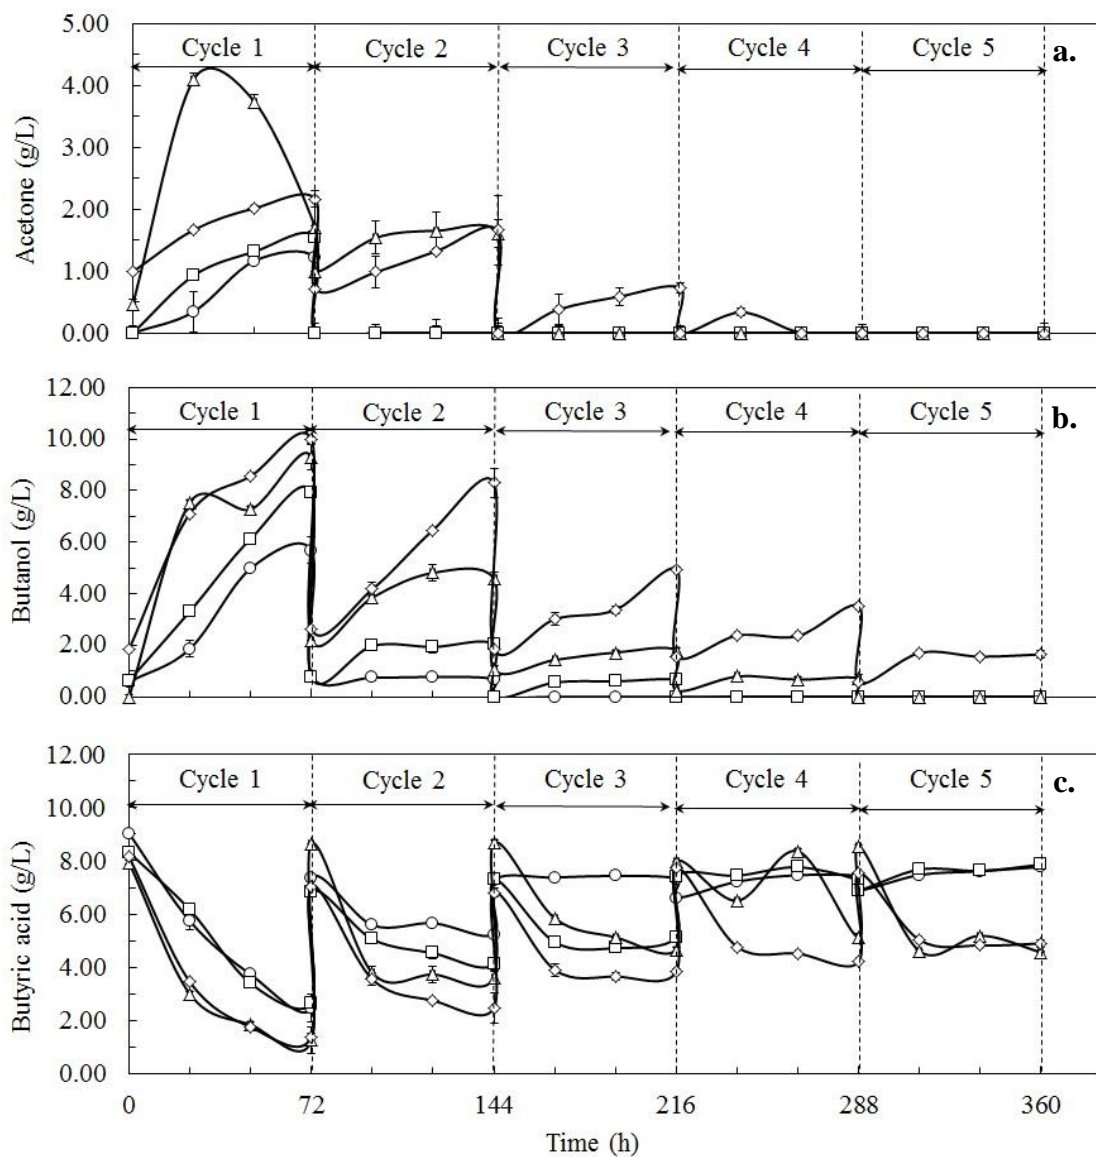 5.00
Cycle 1 Cycle 2 Cycle 3 Cycle 4 Cycle 5 a.
4.00
3.00
2.00
1.00
0.00
Acetone (g/L)
12.00
Cycle 1 Cycle 2 Cycle 3 Cycle 4 Cycle 5 b.
10.00
8.00
6.00
4.00
2.00
0.00
Butanol (g/L)
12.00
Cycle 1 Cycle 2 Cycle 3 Cycle 4 Cycle 5 c.
10.00
8.00
6.00
4.00
2.00
0.00
Butyric acid (g/L)
0 72 144 216 288 360
Time (h)